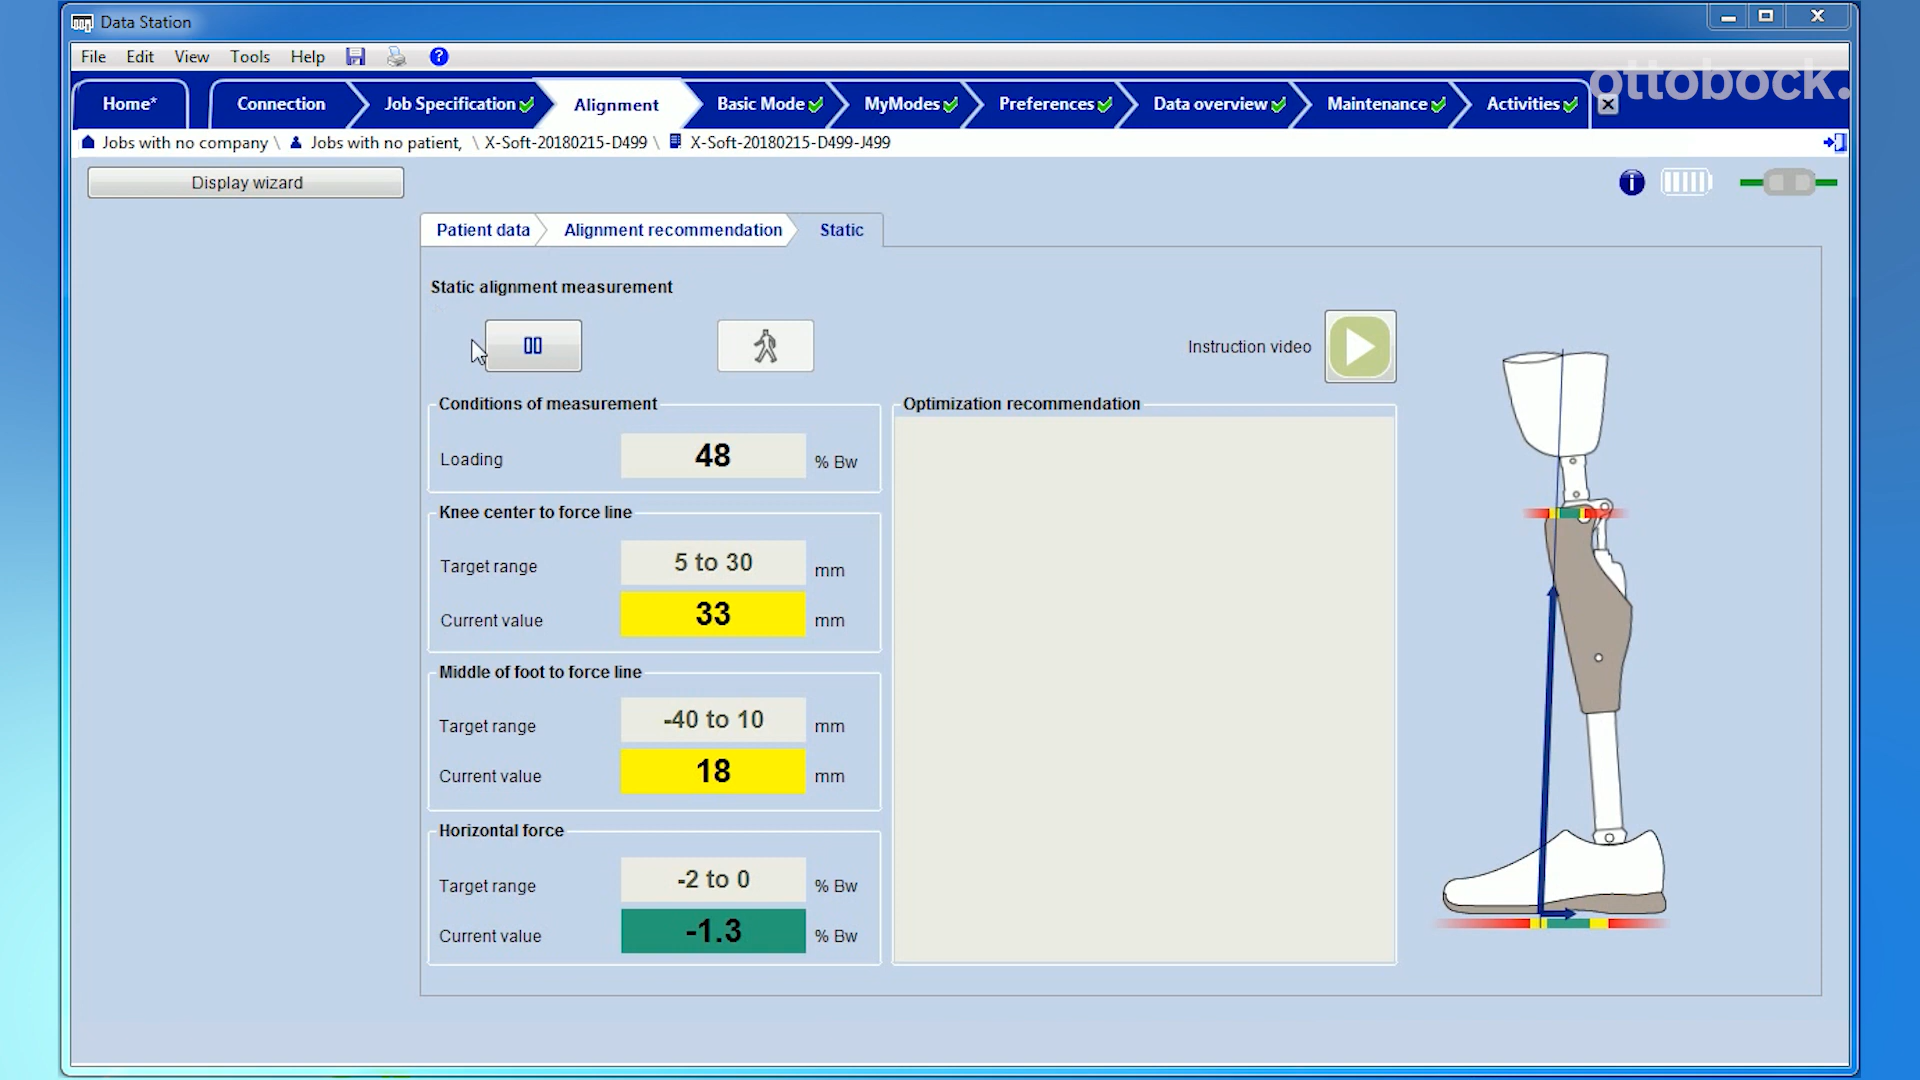 Data Station
File Edit View Tools Help
ottobock.
Home* Connection Job Specification Alignment Basic Mode MyModes Preferences Data overview Maintenance Activities
Jobs with no company \ Jobs with no patient, \ X-Soft-20180215-D499 \ X-Soft-20180215-D499-J499
Display wizard
Patient data Alignment recommendation Static
Static alignment measurement
Instruction video
Conditions of measurement
Loading 48 % Bw
Knee center to force line
Target range 5 to 30 mm
Current value 33 mm
Middle of foot to force line
Target range -40 to 10 mm
Current value 18 mm
Horizontal force
Target range -2 to 0 % Bw
Current value -1.3 % Bw
Optimization recommendation